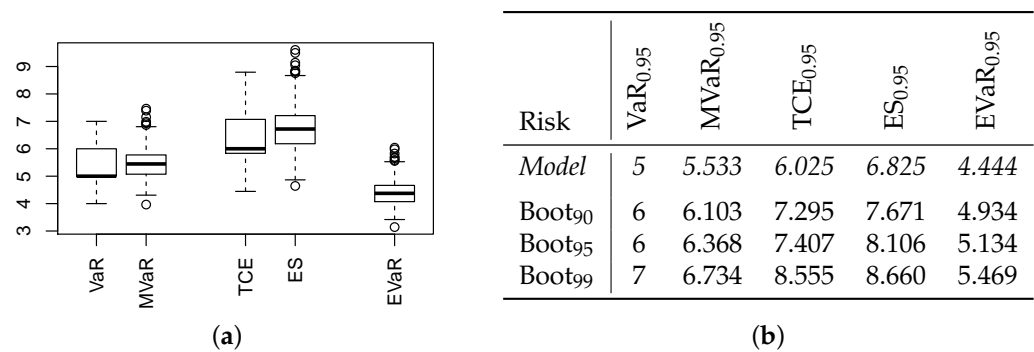 9
8
7
6
5
4
3
VaR
MVaR
TCE
ES
EVaR
(a)
Risk VaR0.95 MVaR0.95 TCE0.95 ES0.95 EVaR0.95
Model 5 5.533 6.025 6.825 4.444
Boot90 6 6.103 7.295 7.671 4.934
Boot95 6 6.368 7.407 8.106 5.134
Boot99 7 6.734 8.555 8.660 5.469
(b)